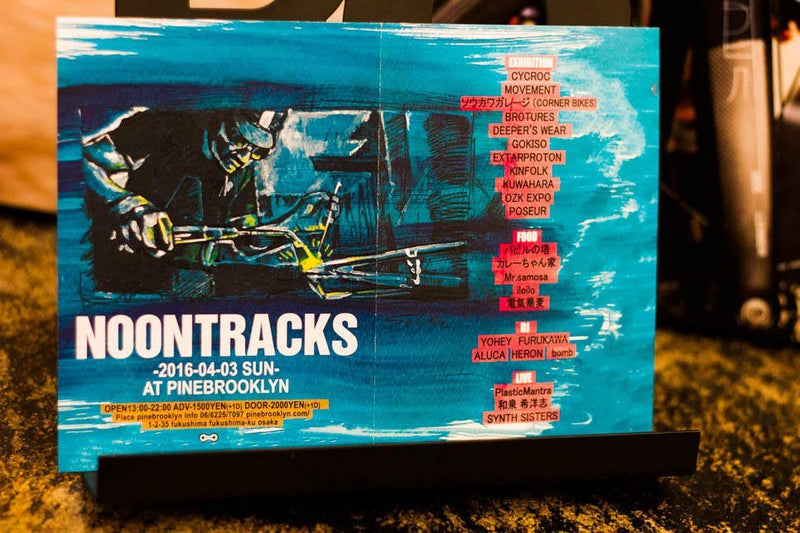 NOONTRACKS
-2016-04-03 SUN-
AT PINEBROOKLYN
OPEN13:00-22:00 ADV-1500YEN(+1D) DOOR-2000YEN(+1D)
Place pinebrooklyn info 06/6225/7097 pinebrooklyn.com/
1-2-35 fukushima fukushima-ku osaka
EXHIBITION
CYCROC
MOVEMENT
ソウカワガレージ(CORNER BIKES)
BROTURES
DEEPER'S WEAR
GOKISO
EXTARPROTON
KINFOLK
KUWAHARA
OZK EXPO
POSEUR
FOOD
バビルの塔
カレーちゃん家
Mr.samosa
iloilo
電氣蕎麦
DJ
YOHEY FURUKAWA
ALUCA HERON bomb
LIVE
PlasticMantra
和泉 希洋志
SYNTH SISTERS